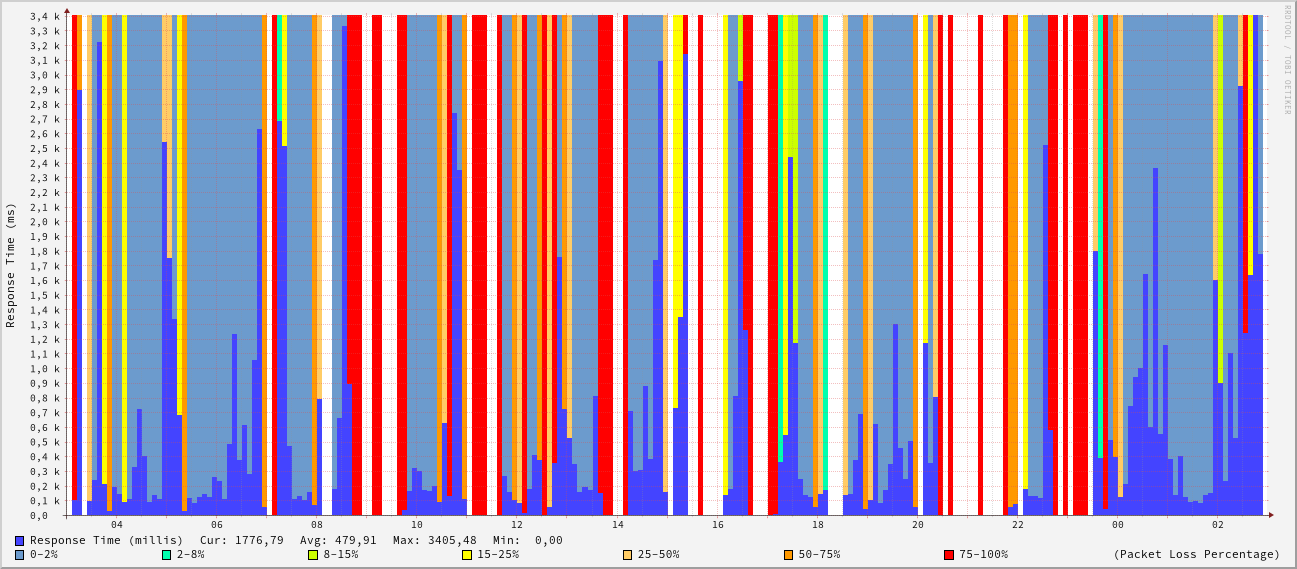 RRDTOOL / TOBI OETIKER
Response Time (ms)
3,4 k
3,3 k
3,2 k
3,1 k
3,0 k
2,9 k
2,8 k
2,7 k
2,6 k
2,5 k
2,4 k
2,3 k
2,2 k
2,1 k
2,0 k
1,9 k
1,8 k
1,7 k
1,6 k
1,5 k
1,4 k
1,3 k
1,2 k
1,1 k
1,0 k
0,9 k
0,8 k
0,7 k
0,6 k
0,5 k
0,4 k
0,3 k
0,2 k
0,1 k
0,0
04 06 08 10 12 14 16 18 20 22 00 02
Response Time (millis) Cur: 1776,79 Avg: 479,91 Max: 3405,48 Min: 0,00
0-2% 2-8% 8-15% 15-25% 25-50% 50-75% 75-100% (Packet Loss Percentage)